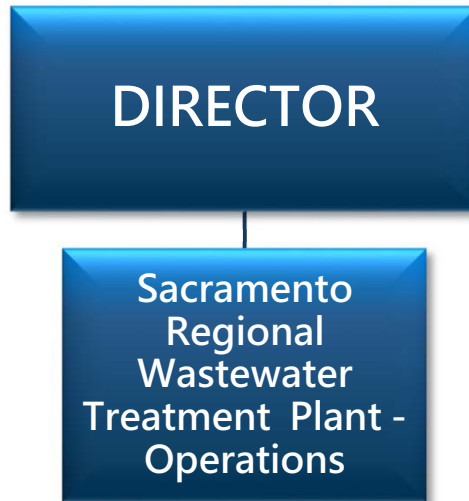 DIRECTOR
Sacramento
Regional
Wastewater
Treatment Plant -
Operations